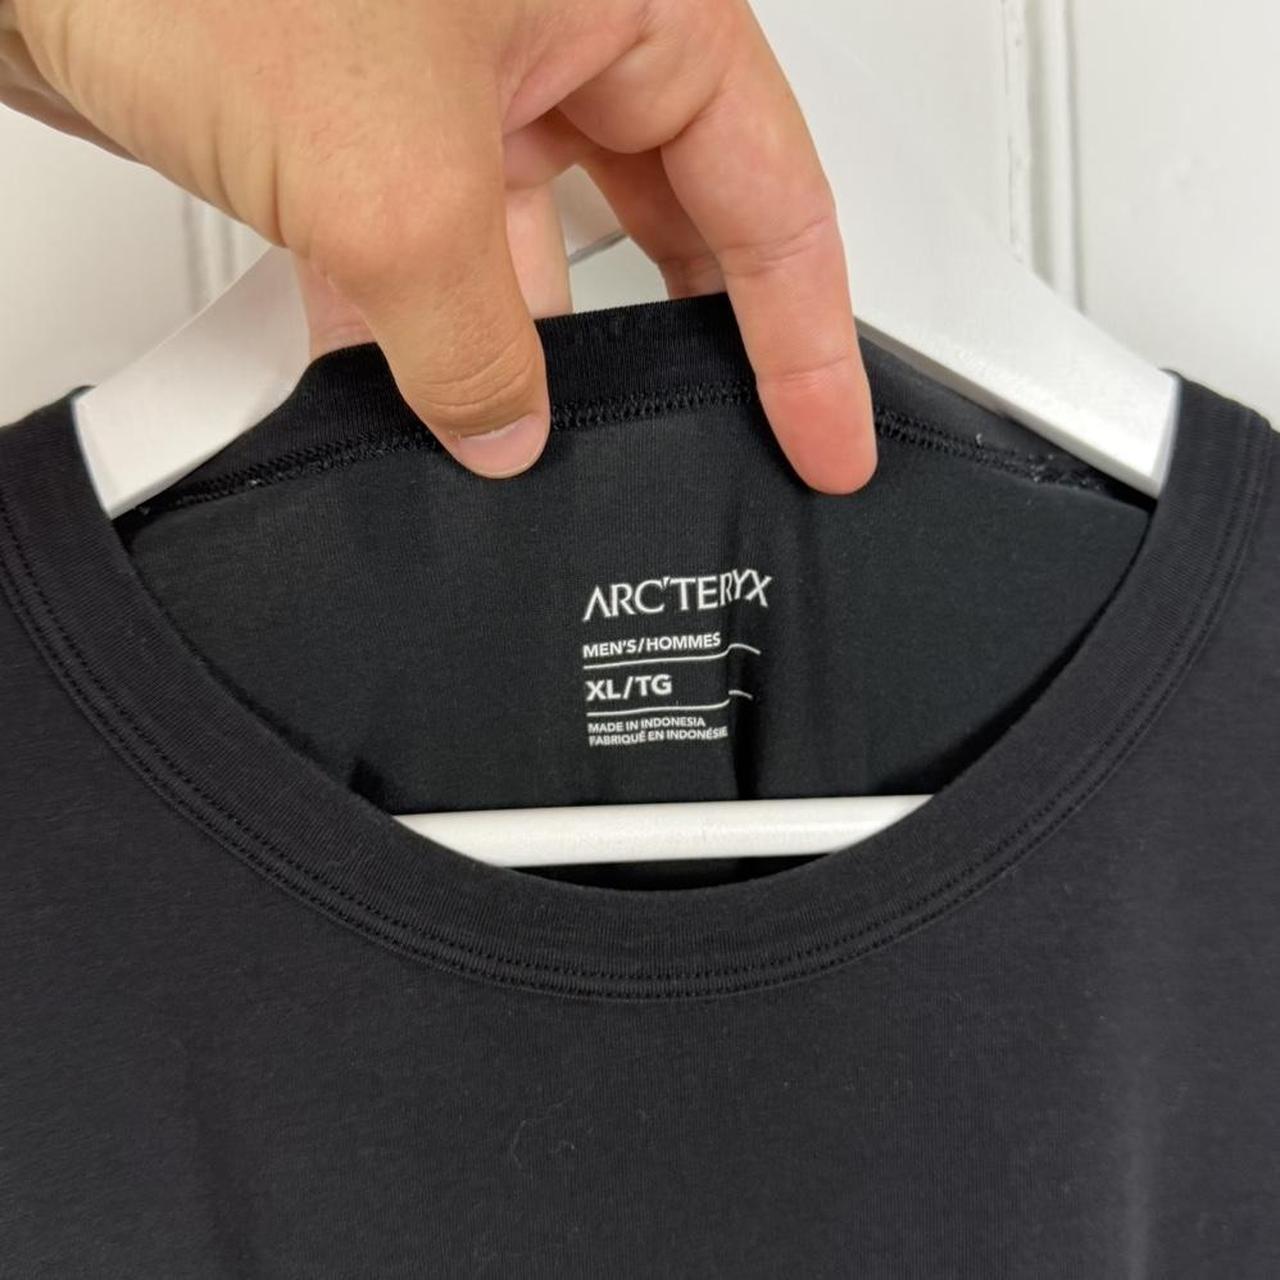 ARC'TERYX
MEN'S/HOMMES
XL/TG
MADE IN INDONESIA
FABRIQUÉ EN INDONÉSIE